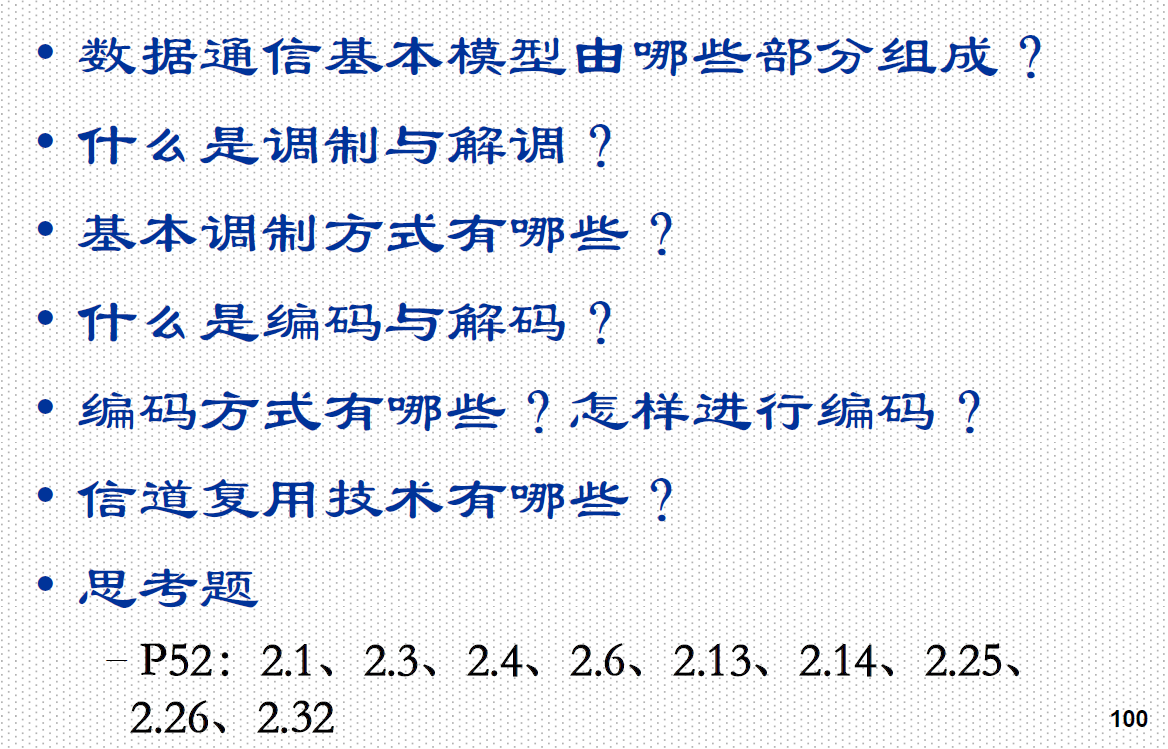 • 数据通信基本模型由哪些部分组成？
• 什么是调制与解调？
• 基本调制方式有哪些？
• 什么是编码与解码？
• 编码方式有哪些？怎样进行编码？
• 信道复用技术有哪些？
• 思考题
– P52：2.1、2.3、2.4、2.6、2.13、2.14、2.25、
2.26、2.32
100